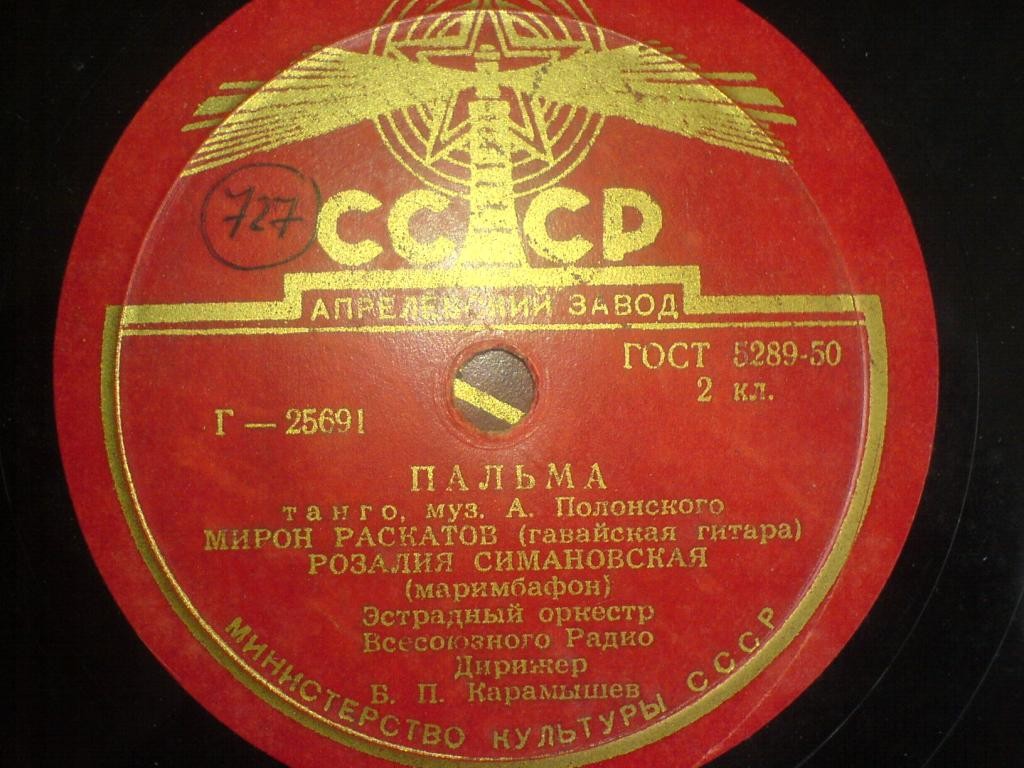 727
СССР
АПРЕЛЕВСКИЙ ЗАВОД
ГОСТ 5289-50
2 кл.
Г — 25691
ПАЛЬМА
танго, муз. А. Полонского
МИРОН РАСКАТОВ (гавайская гитара)
РОЗАЛИЯ СИМАНОВСКАЯ
(маримбафон)
Эстрадный оркестр
Всесоюзного Радио
Дирижер
Б. П. Карамышев
МИНИСТЕРСТВО КУЛЬТУРЫ СССР